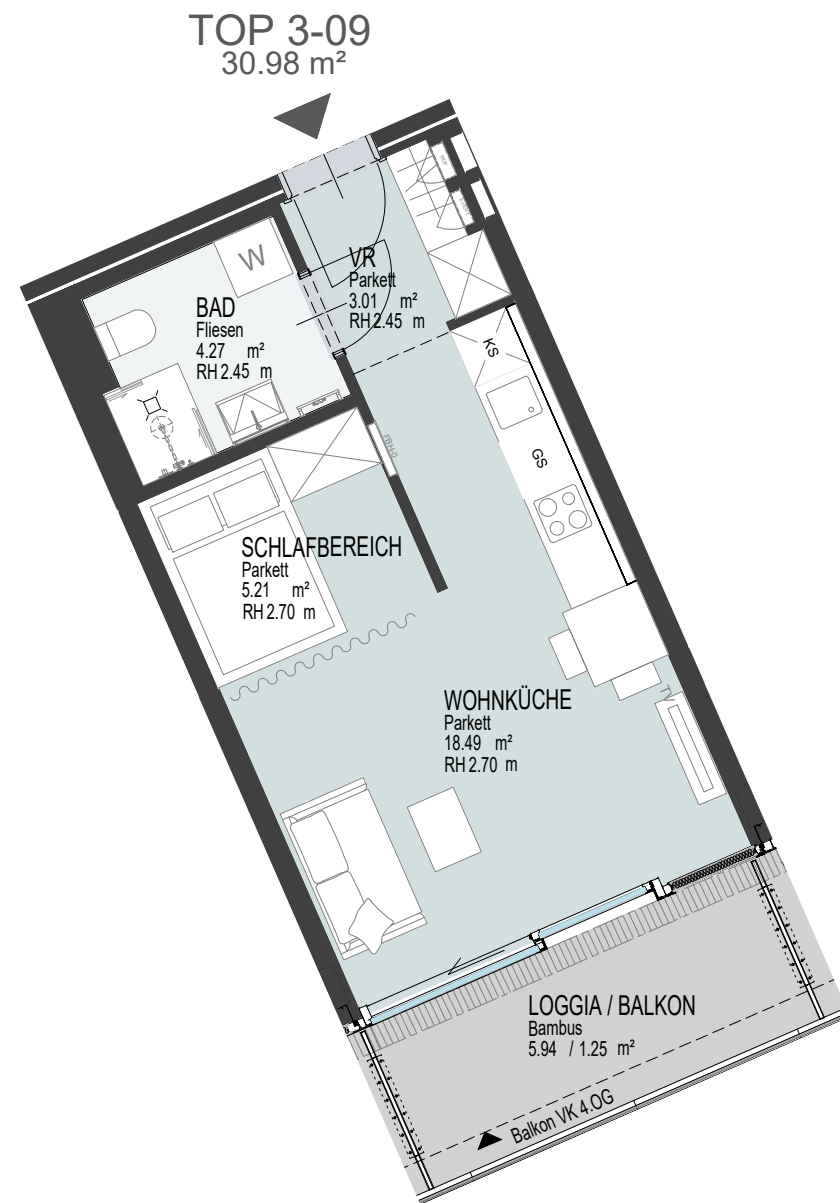 TOP 3-09
30.98 m²
W
VR
Parkett
3.01 m²
RH 2.45 m
BAD
Fliesen
4.27 m²
RH 2.45 m
KS
GS
SCHLAFBEREICH
Parkett
5.21 m²
RH 2.70 m
WOHNKÜCHE
Parkett
18.49 m²
RH 2.70 m
TV
LOGGIA / BALKON
Bambus
5.94 / 1.25 m²
Balkon VK 4.OG